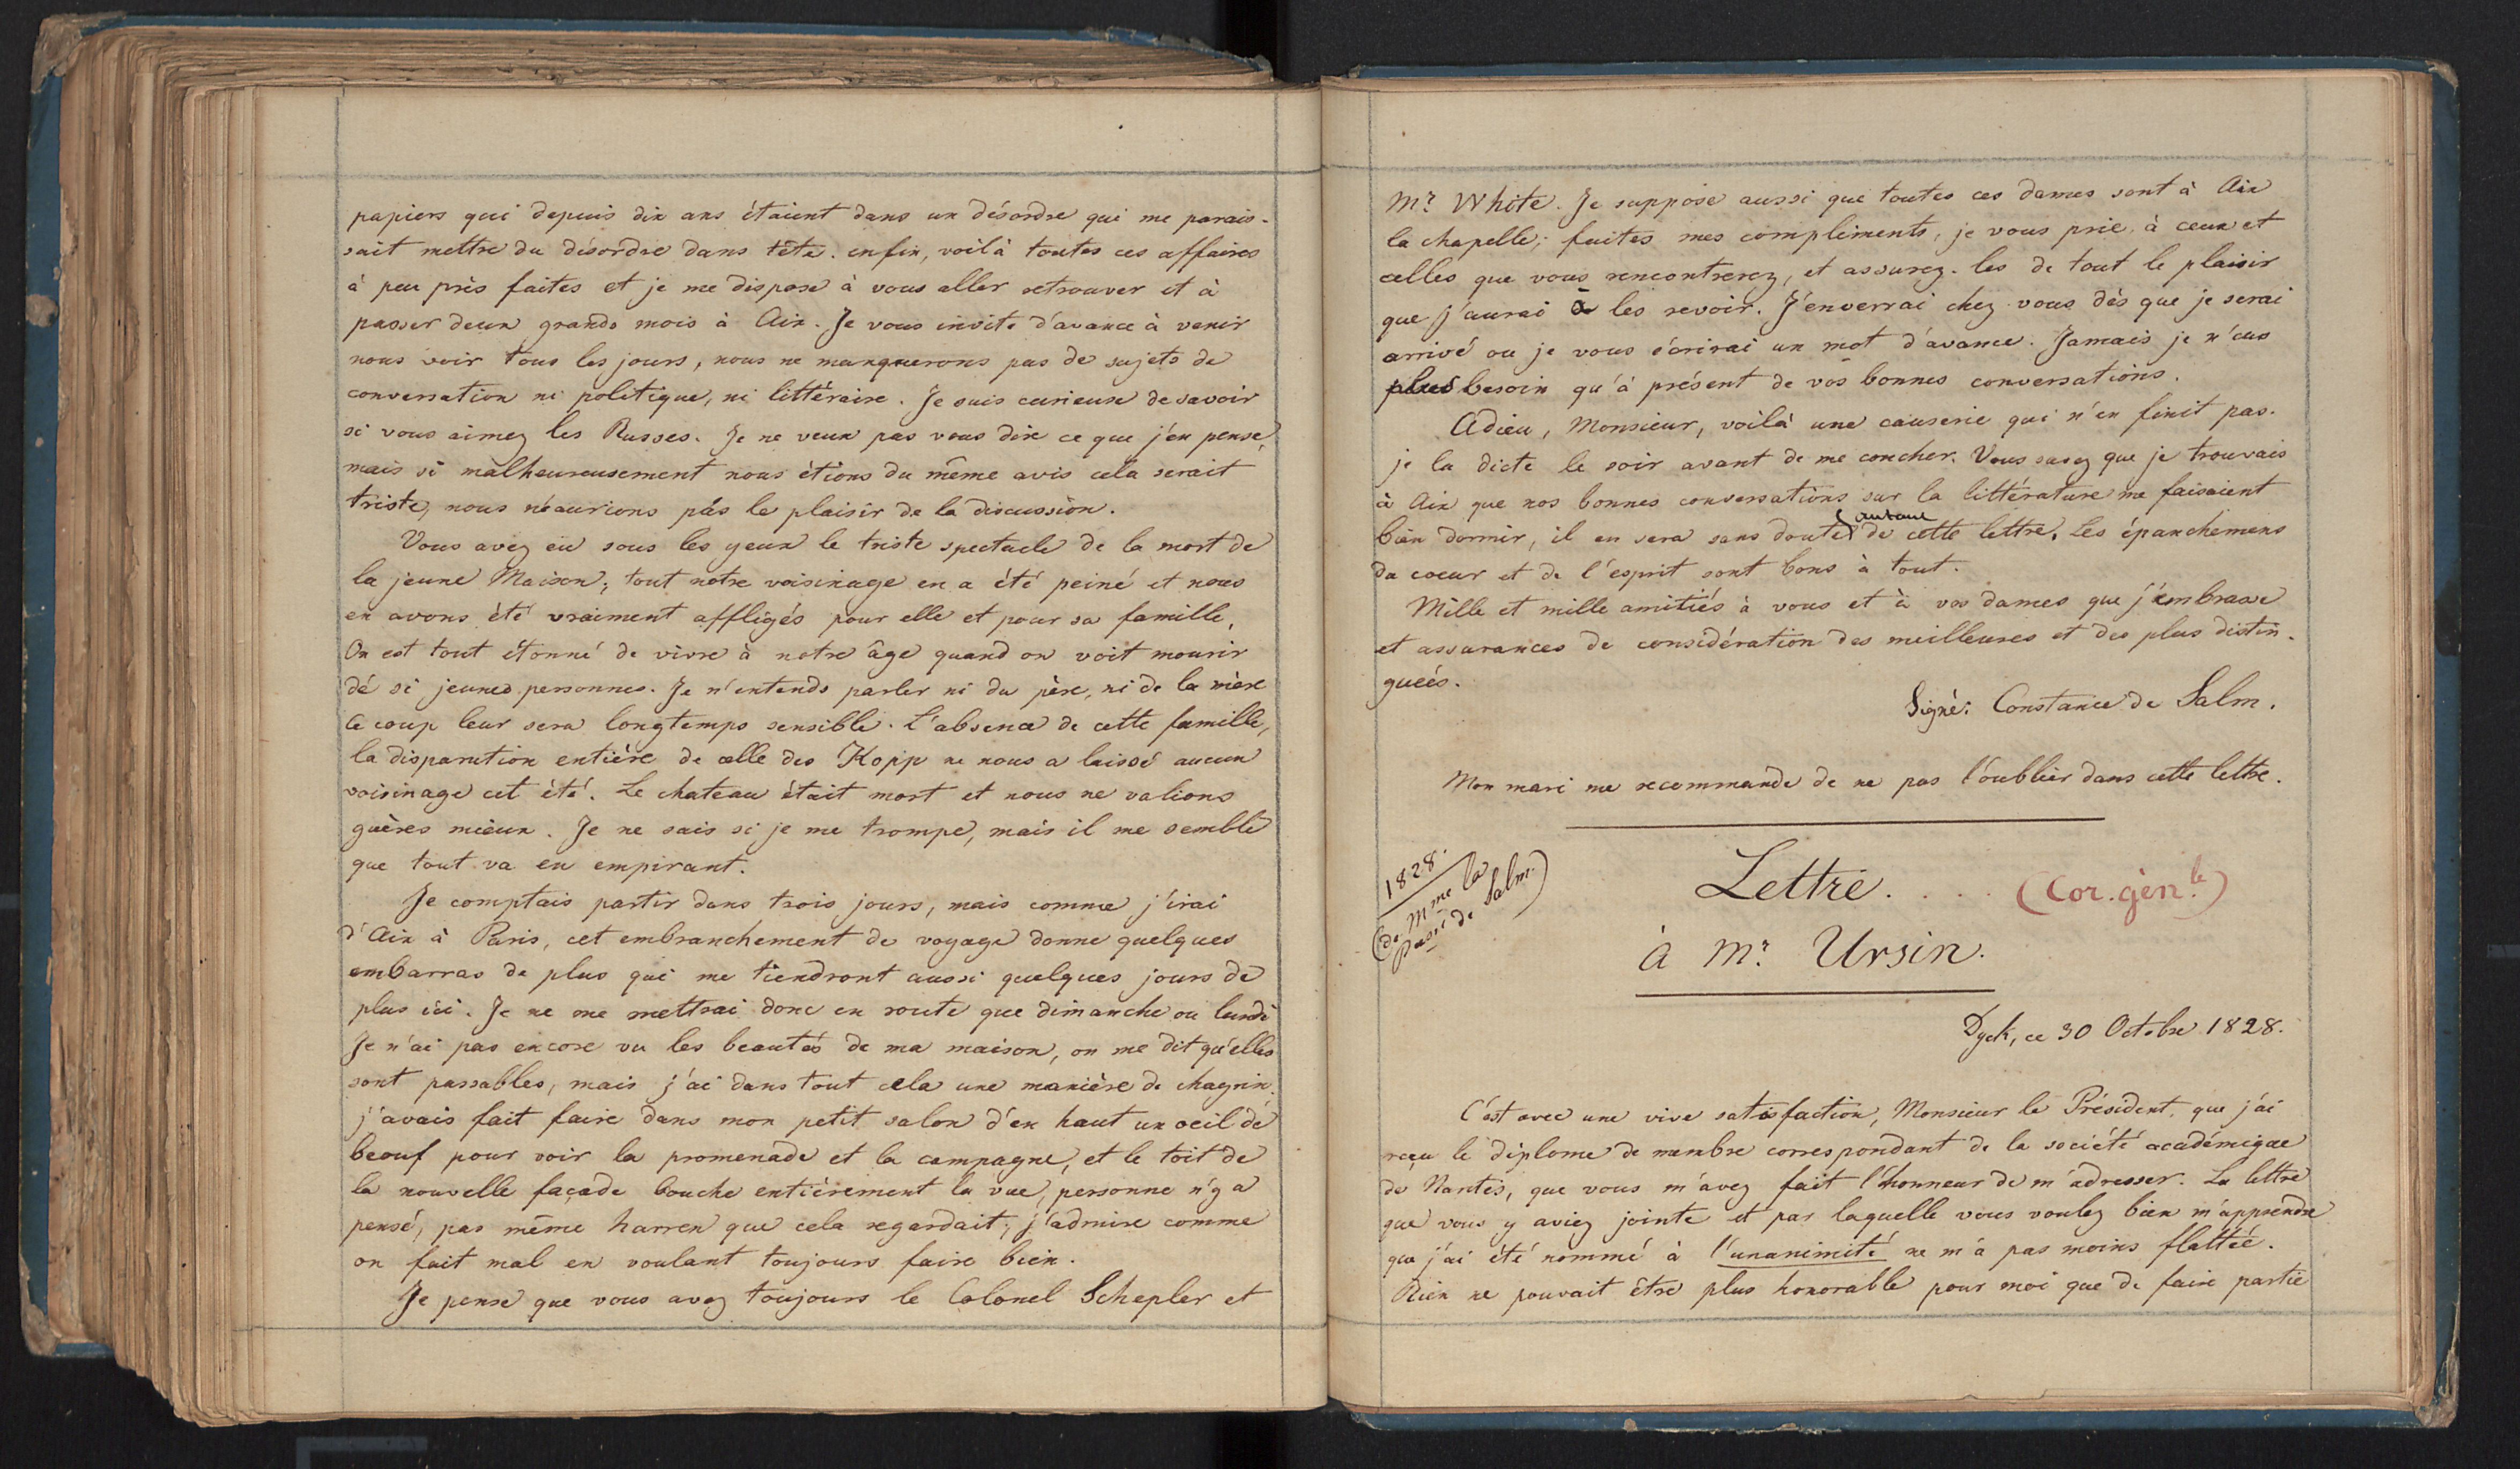 papiers qui depuis dix ans étaient dans un désordre qui me parais-
sait mettre du désordre dans tête. enfin, voilà toutes ces affaires
à peu près faites et je me dispose à vous aller retrouver et à
passer deux grands mois à Aix. Je vous invite d'avance à venir
nous voir tous les jours, nous ne manquerons pas de sujets de
conversation ni politique, ni littéraire. Je suis curieuse de savoir
si vous aimez les Russes. Je ne veux pas vous dire ce que j'en pense,
mais si malheureusement nous étions du même avis cela serait
triste, nous n'aurions pas le plaisir de la discussion.
Vous avez eu sous les yeux le triste spectacle de la mort de
la jeune Maison; tout notre voisinage en a été peiné et nous
en avons été vraiment affligés pour elle et pour sa famille.
On est tout étonné de vivre à notre âge quand on voit mourir
dé si jeunes personnes. Je n'entends parler ni du père, ni de la mère
ce coup leur sera longtemps sensible. L'absence de cette famille,
la disparution entière de celle des Kopp ne nous a laissé aucun
voisinage cet été. Le chateau était mort et nous ne valions
guères mieux. Je ne sais si je me trompe, mais il me semble
que tout va en empirant.
Je comptais partir dans trois jours, mais comme j'irai
d'Aix à Paris, cet embranchement de voyage donne quelques
embarras de plus qui me tiendront aussi quelques jours de
plus ici. Je ne me mettrai donc en route que dimanche ou lundi
Je n'ai pas encore vu les beautés de ma maison, on me dit qu'elles
sont passables, mais j'ai dans tout cela une manière de chagrin.
j'avais fait faire dans mon petit salon d'en haut un oeil de
beouf pour voir la promenade et la campagne, et le toit de
la nouvelle façade bouche entièrement la vue, personne n'y a
pensé, pas même harren que cela regardait; j'admire comme
on fait mal en voulant toujours faire bien.
Je pense que vous avez toujours le Colonel Schepler et
Mr. White. Je suppose aussi que toutes ces dames sont à Aix
la chapelle; faites mes compliments, je vous prie, à ceux et
celles que vous rencontrerez, et assurez-les de tout le plaisir
que j'aurai à les revoir. J'enverrai chez vous dès que je serai
arrivé ou je vous écrirai un mot d'avance. Jamais je n'eus
plus besoin qu'à présent de vos bonnes conversations.
Adieu, Monsieur, voilà une causerie qui n'en finit pas.
je la dicte le soir avant de me coucher. Vous savez que je trouvais
à Aix que nos bonnes conversations sur la littérature me faisaient
autant
bien dormir, il en sera sans doute de cette lettre. Les épanchemens
du coeur et de l'esprit sont bons à tout.
Mille et mille amitiés à vous et à vos dames que j'embrasse
et assurances de considération des meilleures et des plus distin-
gueés.
Signé: Constance de Salm.
Mon mari me recommande de ne pas l'oublier dans cette lettre.
1828.
(de Mme la
Psse de Salm.)
Lettre. . . . (Cor. gèn.le)
à Mr. Ursin.
Dyck, ce 30 Octobre 1828.
C'est avec une vive satisfaction, Monsieur le Président, que j'ai
reçu le diplome de membre correspondant de la société académique
de Nantes, que vous m'avez fait l'honneur de m'adresser. La lettre
que vous y aviez jointe et par laquelle vous voulez bien m'apprendre
que j'ai été nommé à l'unanimité ne m'a pas moins flattéé.
Rien ne pouvait être plus honorable pour moi que de faire partie